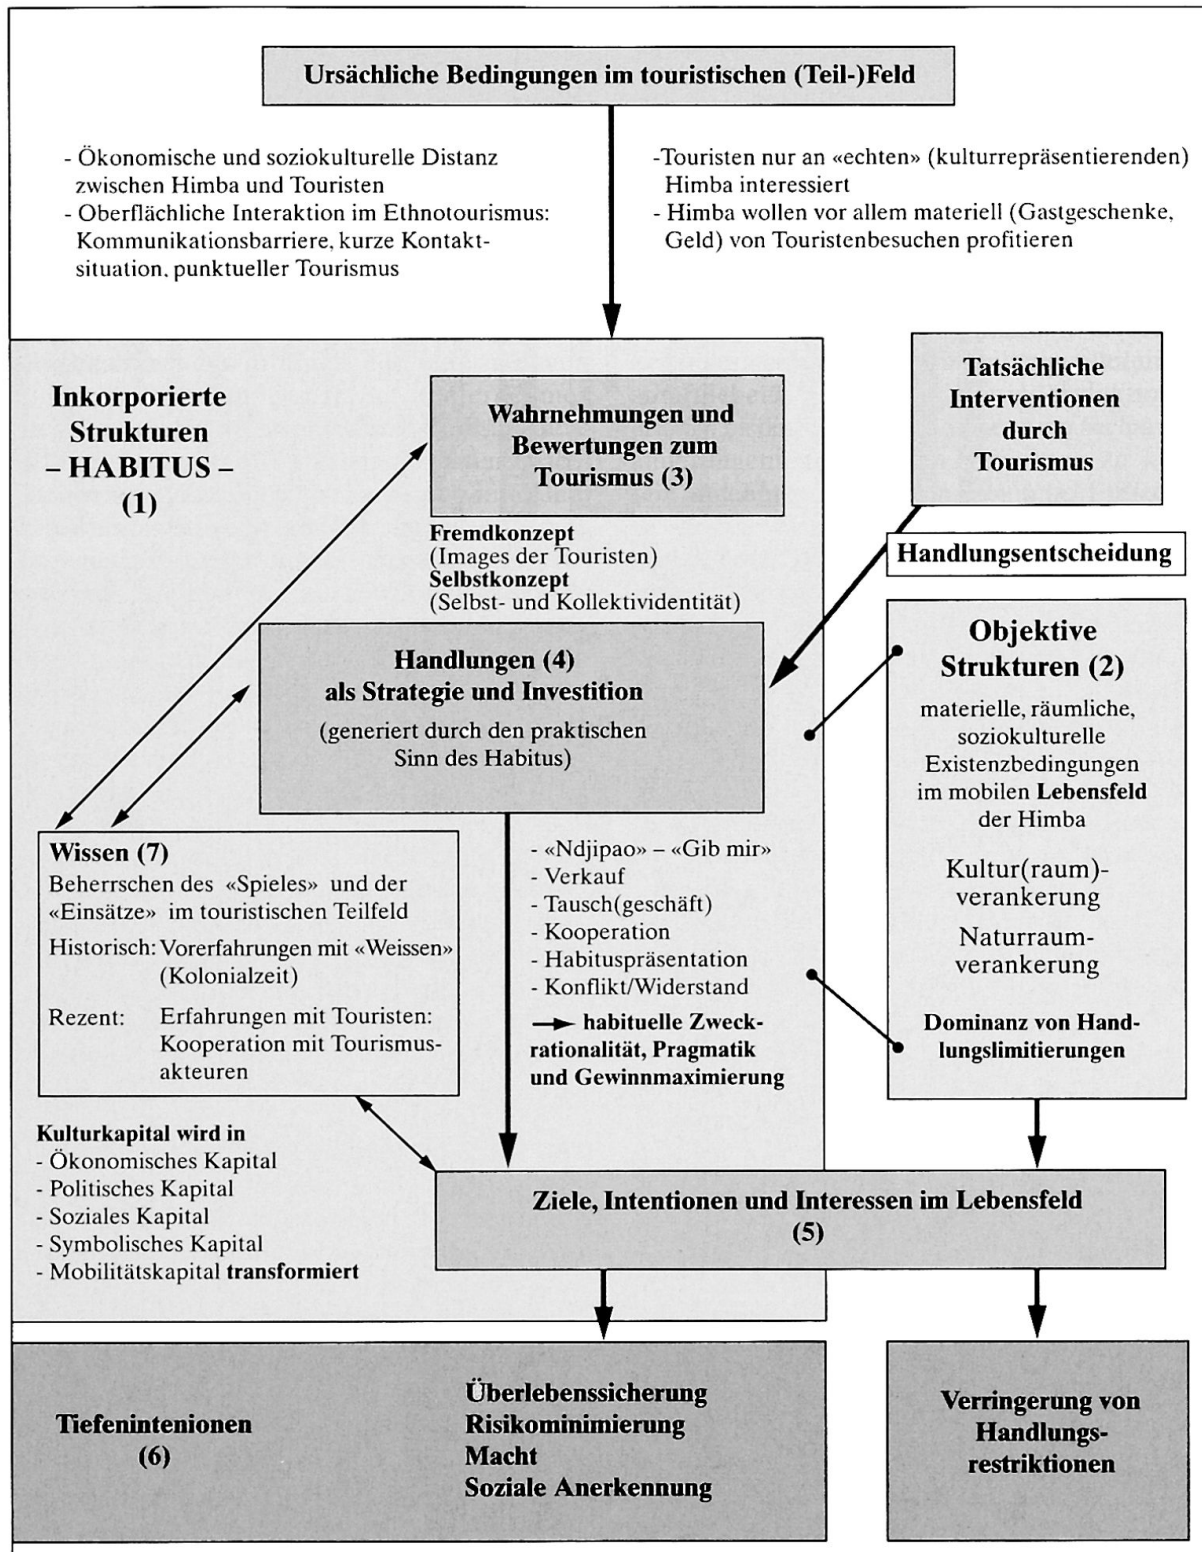 Ursächliche Bedingungen im touristischen (Teil-)Feld
- Ökonomische und soziokulturelle Distanz
zwischen Himba und Touristen
- Oberflächliche Interaktion im Ethnotourismus:
Kommunikationsbarriere, kurze Kontakt-
situation, punktueller Tourismus
-Touristen nur an «echten» (kulturrepräsentierenden)
Himba interessiert
- Himba wollen vor allem materiell (Gastgeschenke,
Geld) von Touristenbesuchen profitieren
Inkorporierte
Strukturen
– HABITUS –
(1)
Wahrnehmungen und
Bewertungen zum
Tourismus (3)
Fremdkonzept
(Images der Touristen)
Selbstkonzept
(Selbst- und Kollektividentität)
Tatsächliche
Interventionen
durch
Tourismus
Handlungsentscheidung
Handlungen (4)
als Strategie und Investition
(generiert durch den praktischen
Sinn des Habitus)
Objektive
Strukturen (2)
materielle, räumliche,
soziokulturelle
Existenzbedingungen
im mobilen Lebensfeld
der Himba
Kultur(raum)-
verankerung
Naturraum-
verankerung
Dominanz von Hand-
lungslimitierungen
Wissen (7)
Beherrschen des «Spieles» und der
«Einsätze» im touristischen Teilfeld
Historisch: Vorerfahrungen mit «Weissen»
(Kolonialzeit)
Rezent: Erfahrungen mit Touristen:
Kooperation mit Tourismus-
akteuren
- «Ndjipao» – «Gib mir»
- Verkauf
- Tausch(geschäft)
- Kooperation
- Habituspräsentation
- Konflikt/Widerstand
habituelle Zweck-
rationalität, Pragmatik
und Gewinnmaximierung
Kulturkapital wird in
- Ökonomisches Kapital
- Politisches Kapital
- Soziales Kapital
- Symbolisches Kapital
- Mobilitätskapital transformiert
Ziele, Intentionen und Interessen im Lebensfeld
(5)
Tiefenintenionen
(6)
Überlebenssicherung
Risikominimierung
Macht
Soziale Anerkennung
Verringerung von
Handlungs-
restriktionen